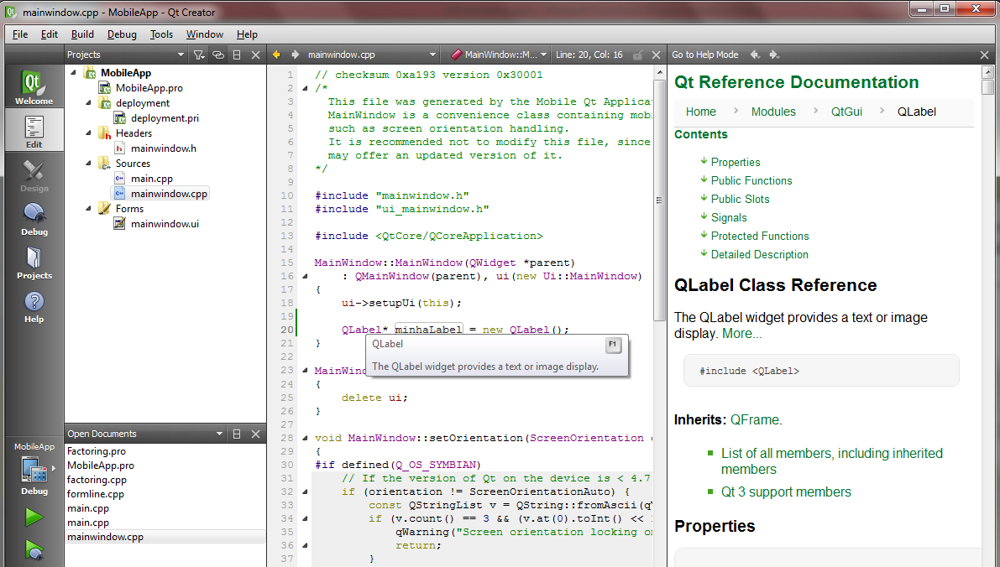 mainwindow.cpp - MobileApp - Qt Creator
File Edit Build Debug Tools Window Help
Projects
Qt
Welcome
Edit
Design
Debug
Projects
Help
MobileApp
Debug
MobileApp
MobileApp.pro
deployment
deployment.pri
Headers
mainwindow.h
Sources
main.cpp
mainwindow.cpp
Forms
mainwindow.ui
Open Documents
Factoring.pro
MobileApp.pro
factoring.cpp
formline.cpp
main.cpp
main.cpp
mainwindow.cpp
mainwindow.cpp MainWindow::M... Line: 20, Col: 16
1 // checksum 0xa193 version 0x30001
2 /*
3 This file was generated by the Mobile Qt Applicat
4 MainWindow is a convenience class containing mobi
5 such as screen orientation handling.
6 It is recommended not to modify this file, since
7 may offer an updated version of it.
8 */
9
10 #include "mainwindow.h"
11 #include "ui_mainwindow.h"
12
13 #include <QtCore/QCoreApplication>
14
15 MainWindow::MainWindow(QWidget *parent)
16 : QMainWindow(parent), ui(new Ui::MainWindow)
17 {
18 ui->setupUi(this);
19
20 QLabel* minhaLabel = new QLabel();
21 }
22
23 MainWind
24 {
25 delete ui;
26 }
27
28 void MainWindow::setOrientation(ScreenOrientation
29 {
30 #if defined(Q_OS_SYMBIAN)
31 // If the version of Qt on the device is < 4.7
32 if (orientation != ScreenOrientationAuto) {
33 const QStringList v = QString::fromAscii(q
34 if (v.count() == 3 && (v.at(0).toInt() <<
35 qWarning("Screen orientation locking on
36 return;
37 }
QLabel F1
The QLabel widget provides a text or image display.
Go to Help Mode
Qt Reference Documentation
Home › Modules › QtGui › QLabel
Contents
Properties
Public Functions
Public Slots
Signals
Protected Functions
Detailed Description
QLabel Class Reference
The QLabel widget provides a text or image
display. More...
#include <QLabel>
Inherits: QFrame.
List of all members, including inherited
members
Qt 3 support members
Properties